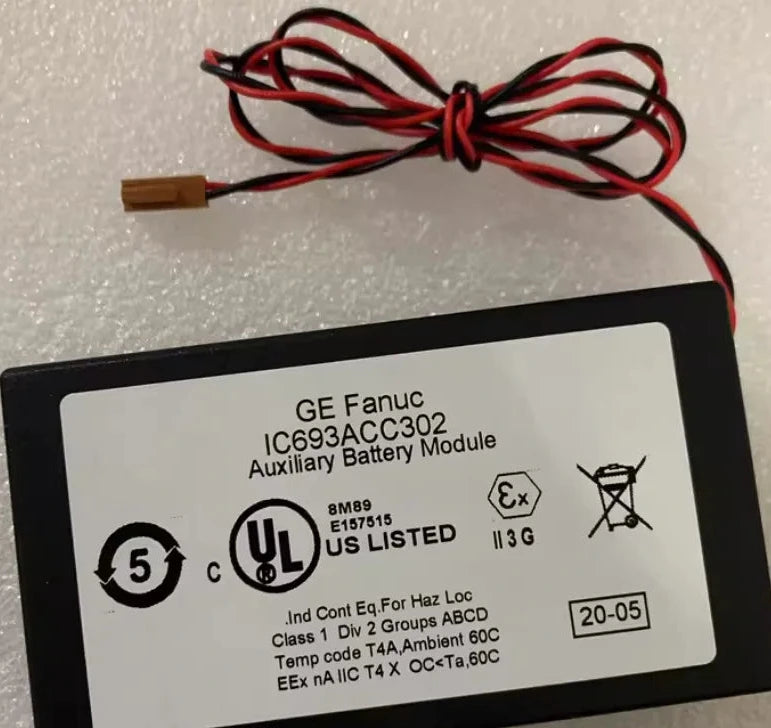 GE Fanuc
IC693ACC302
Auxiliary Battery Module
5
C UL ® 8M89
E157515
US LISTED
Ex
II 3 G
.Ind Cont Eq.For Haz Loc
Class 1 Div 2 Groups ABCD
Temp code T4A,Ambient 60C
EEx nA IIC T4 X OC<Ta,60C
20-05